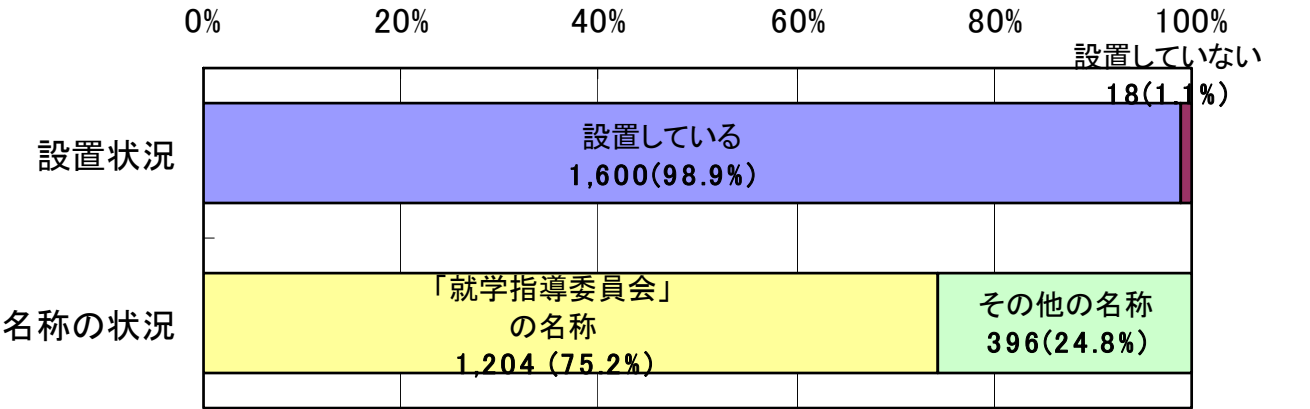 0% 20% 40% 60% 80% 100%
設置していない
18(1.1%)
設置状況
設置している
1,600(98.9%)
名称の状況
「就学指導委員会」
の名称
1,204 (75.2%)
その他の名称
396(24.8%)